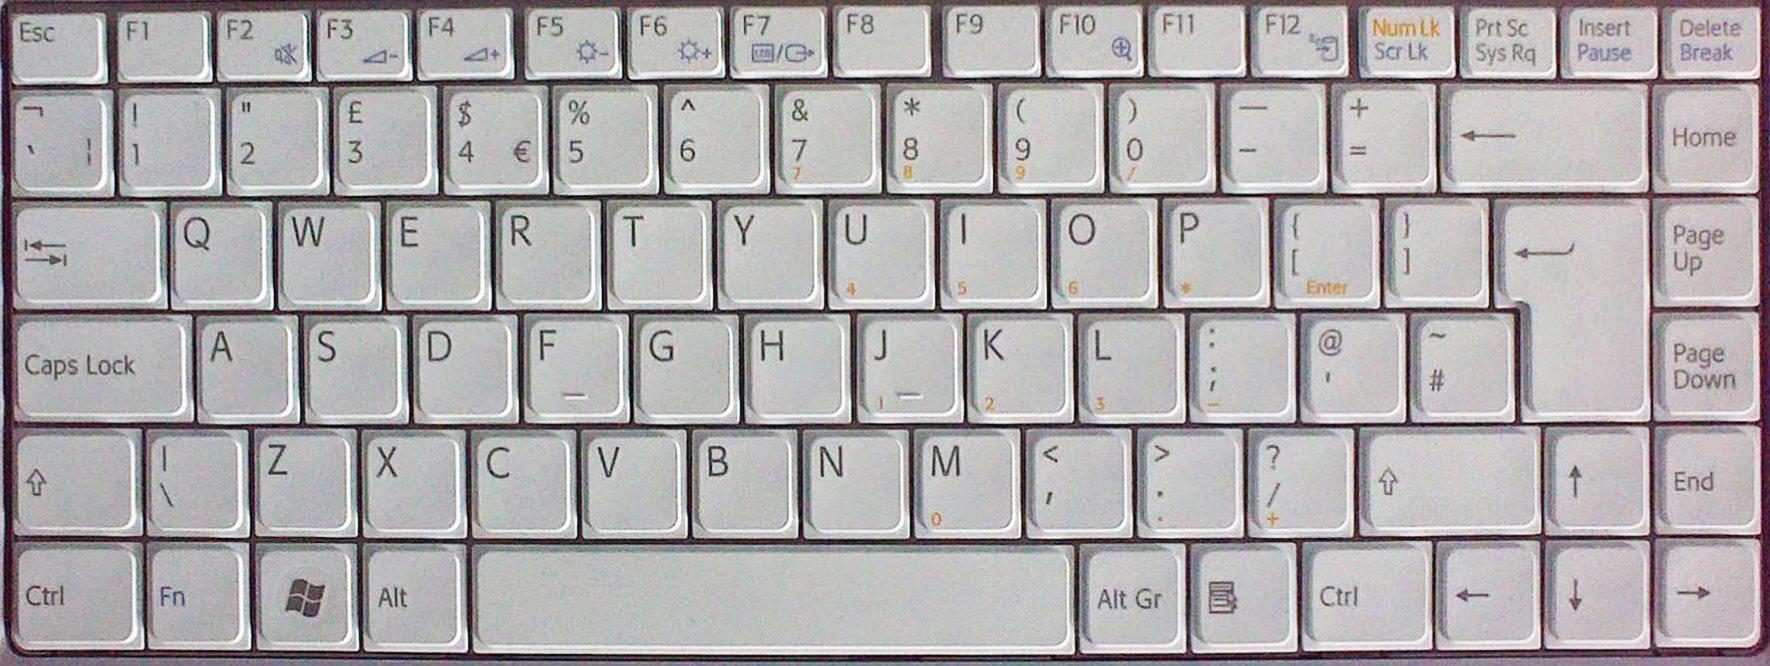 Esc F1 F2 F3 F4 F5 F6 F7 F8 F9 F10 F11 F12 Num Lk Prt Sc Insert Delete
Scr Lk Sys Rq Pause Break
¬ ! " £ $ % ^ & * ( ) — + Home
` ¦ 1 2 3 4 € 5 6 7 8 9 0 - = ←
7 8 9 /
Q W E R T Y U I O P { } Page
[ ] Up
4 5 6 * Enter
Caps Lock A S D F G H J K L : @ ~ Page
; ' # Down
1 2 3 -
⇧ | Z X C V B N M < > ? ⇧ ↑ End
\ , . /
0 . +
Ctrl Fn Alt Alt Gr Ctrl ← ↓ →